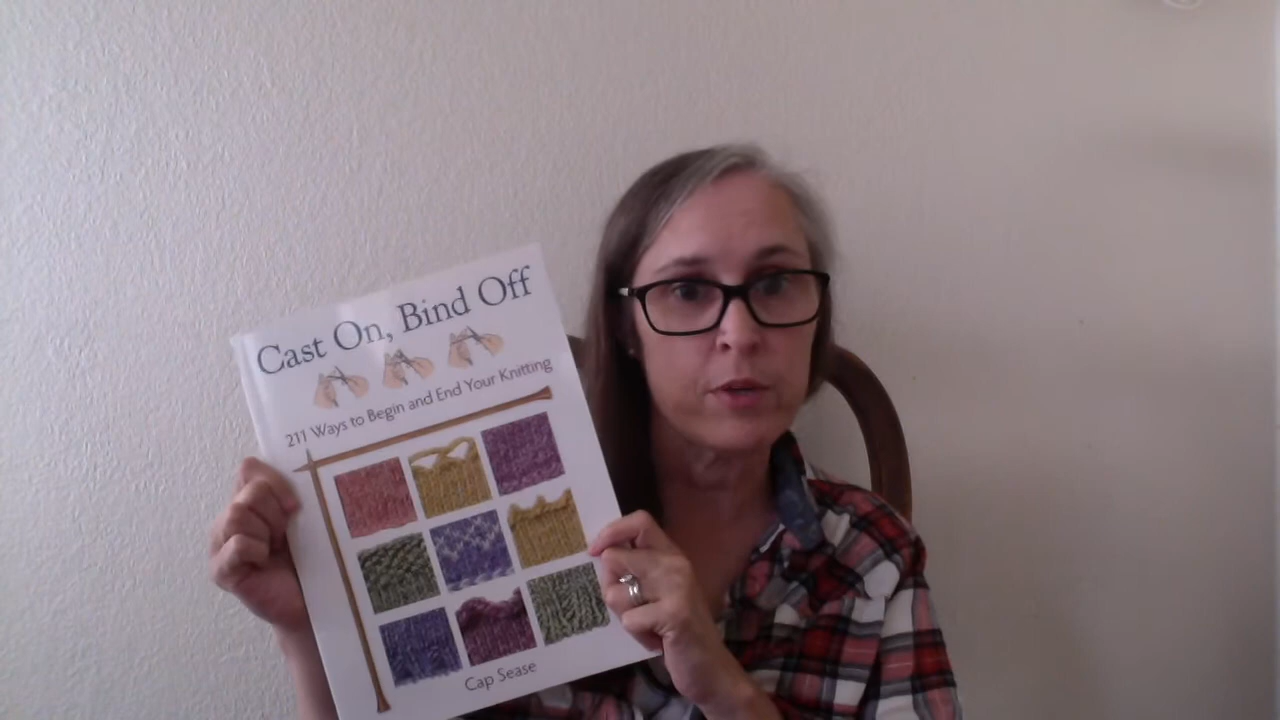 Cast On, Bind Off
211 Ways to Begin and End Your Knitting
Cap Sease